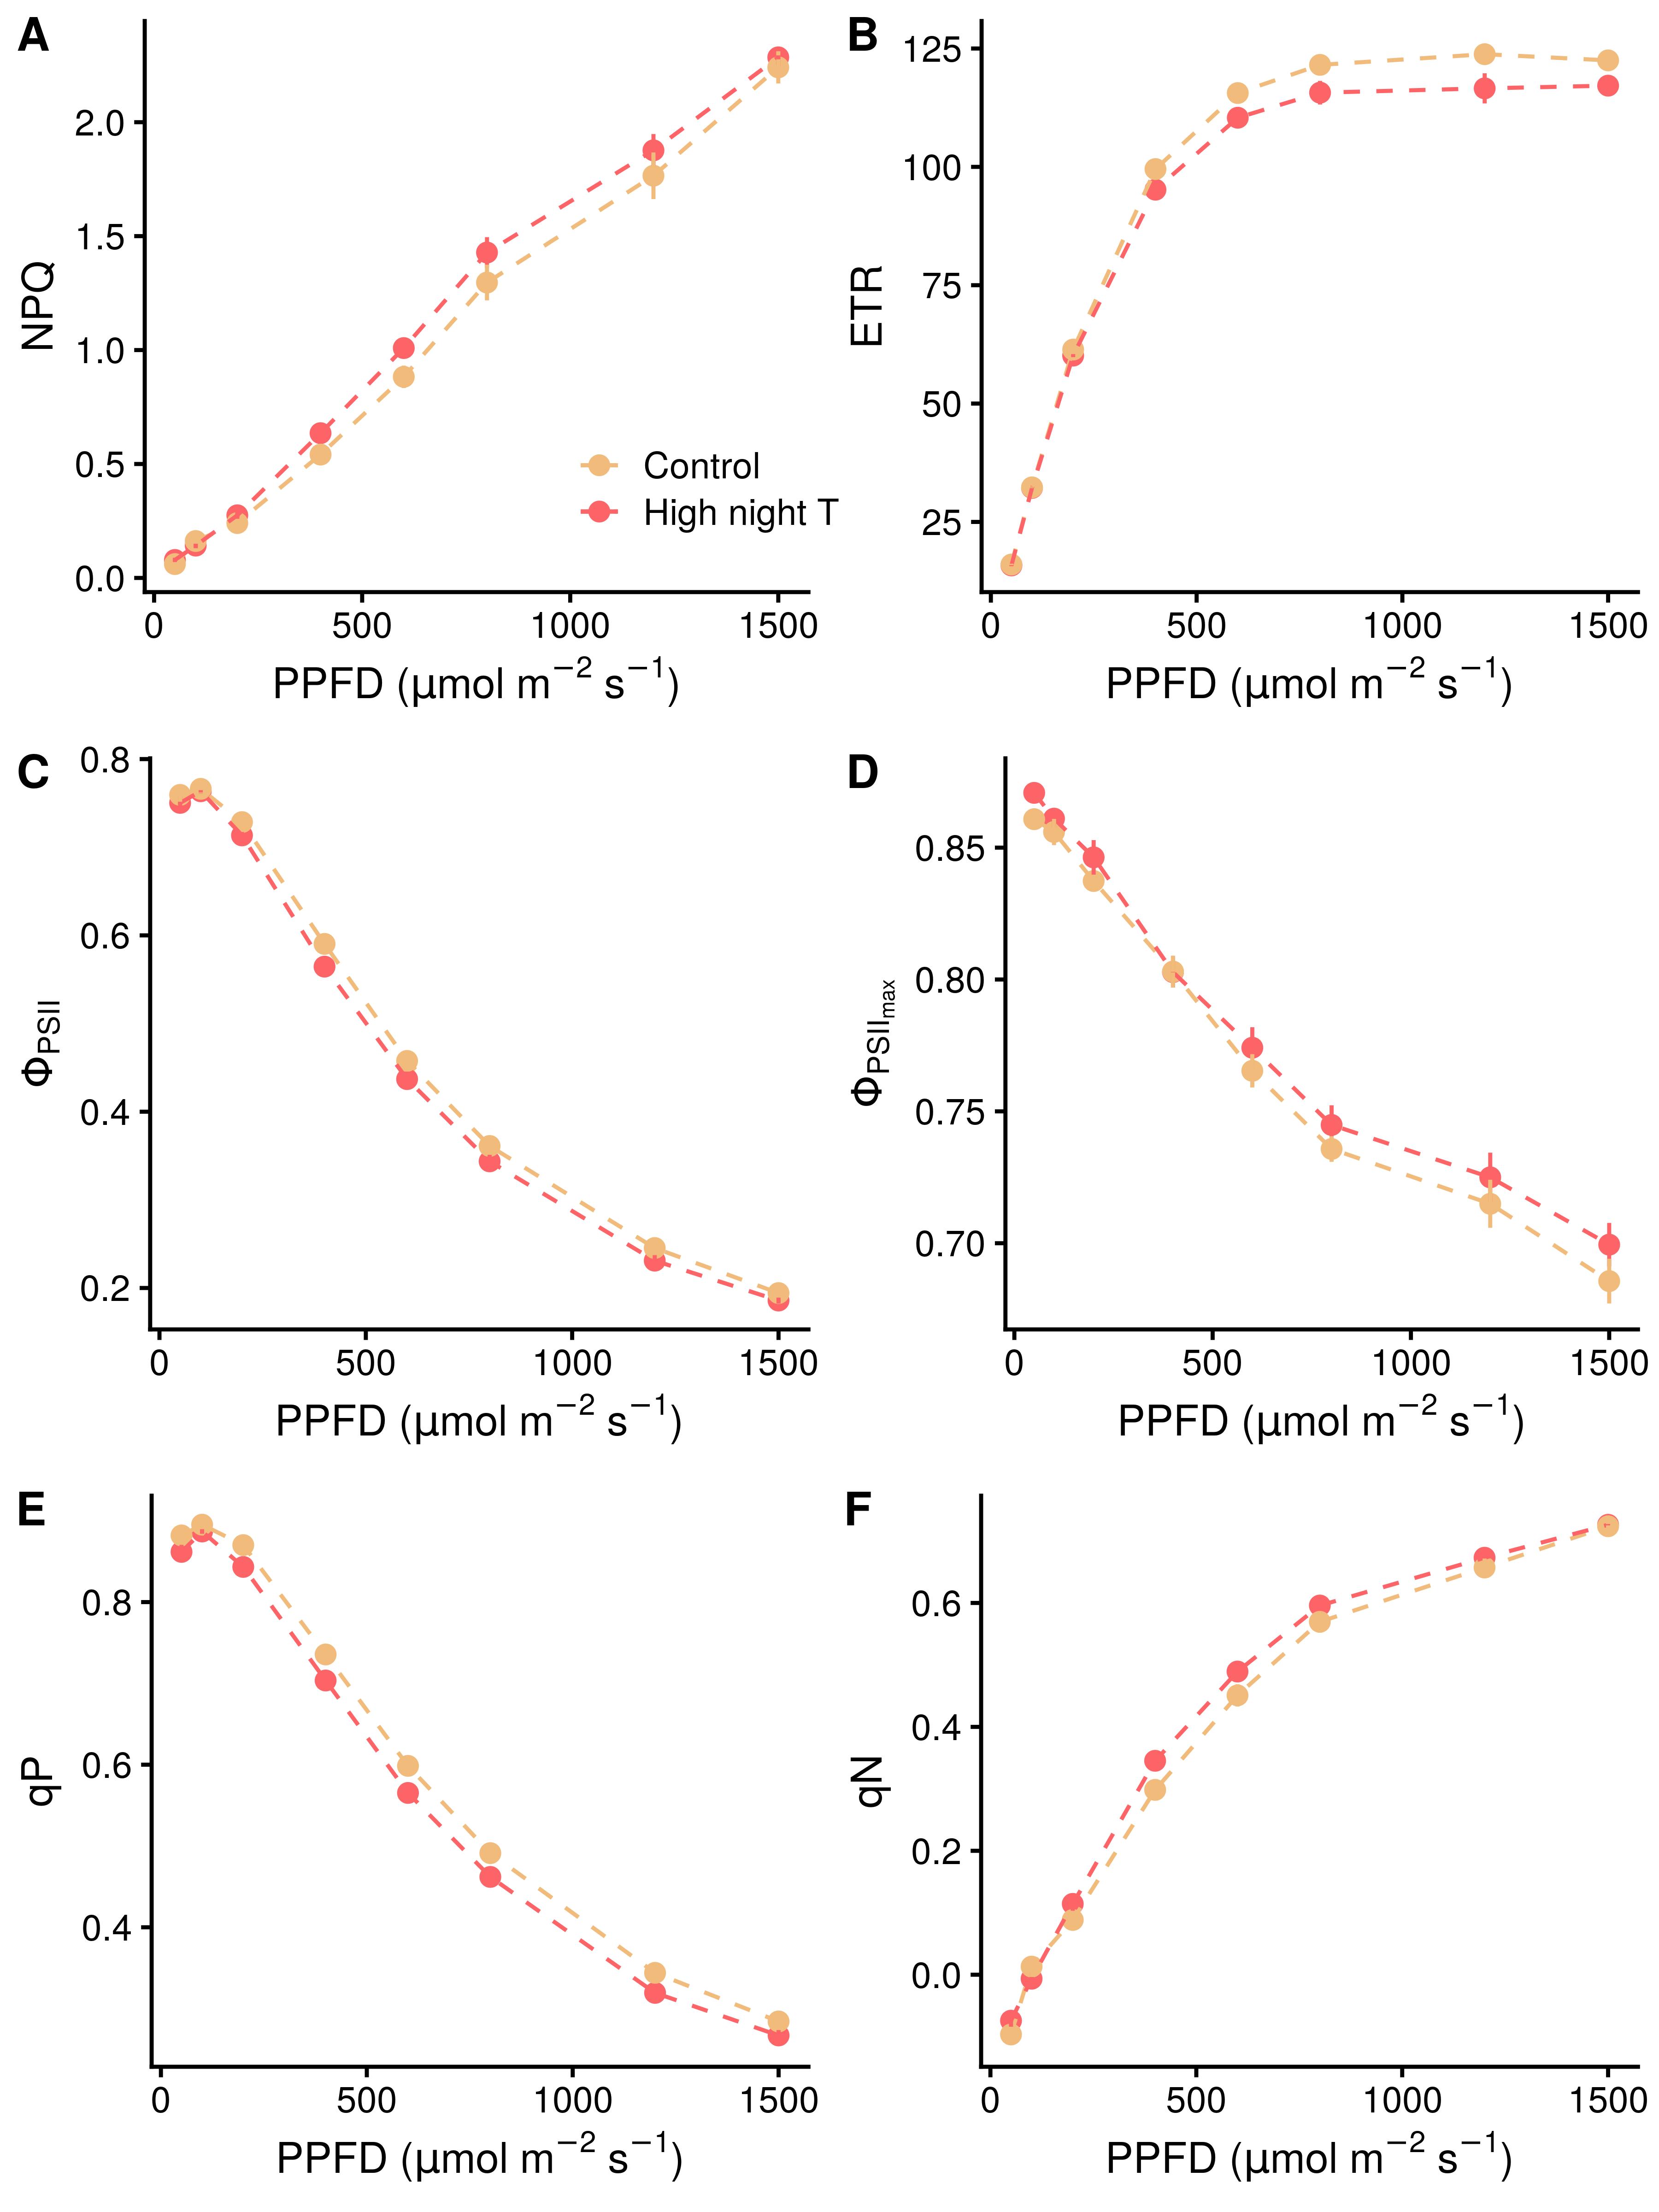 A
NPQ
2.0
1.5
1.0
0.5
0.0
Control
High night T
0 500 1000 1500
PPFD (μmol m−2 s−1)
B
ETR
125
100
75
50
25
0 500 1000 1500
PPFD (μmol m−2 s−1)
C
ΦPSII
0.8
0.6
0.4
0.2
0 500 1000 1500
PPFD (μmol m−2 s−1)
D
ΦPSIImax
0.85
0.80
0.75
0.70
0 500 1000 1500
PPFD (μmol m−2 s−1)
E
qP
0.8
0.6
0.4
0 500 1000 1500
PPFD (μmol m−2 s−1)
F
qN
0.6
0.4
0.2
0.0
0 500 1000 1500
PPFD (μmol m−2 s−1)